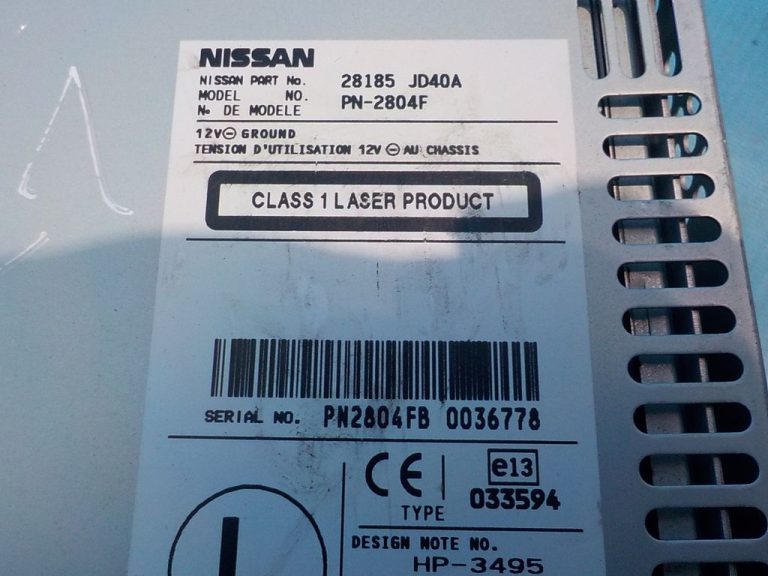 NISSAN
NISSAN PART No. 28185 JD40A
MODEL NO. PN-2804F
No DE MODELE
12V⊖ GROUND
TENSION D'UTILISATION 12V ⊖ AU CHASSIS
CLASS 1 LASER PRODUCT
SERIAL NO. PN2804FB 0036778
CE e13
TYPE 033594
DESIGN NOTE NO.
HP-3495